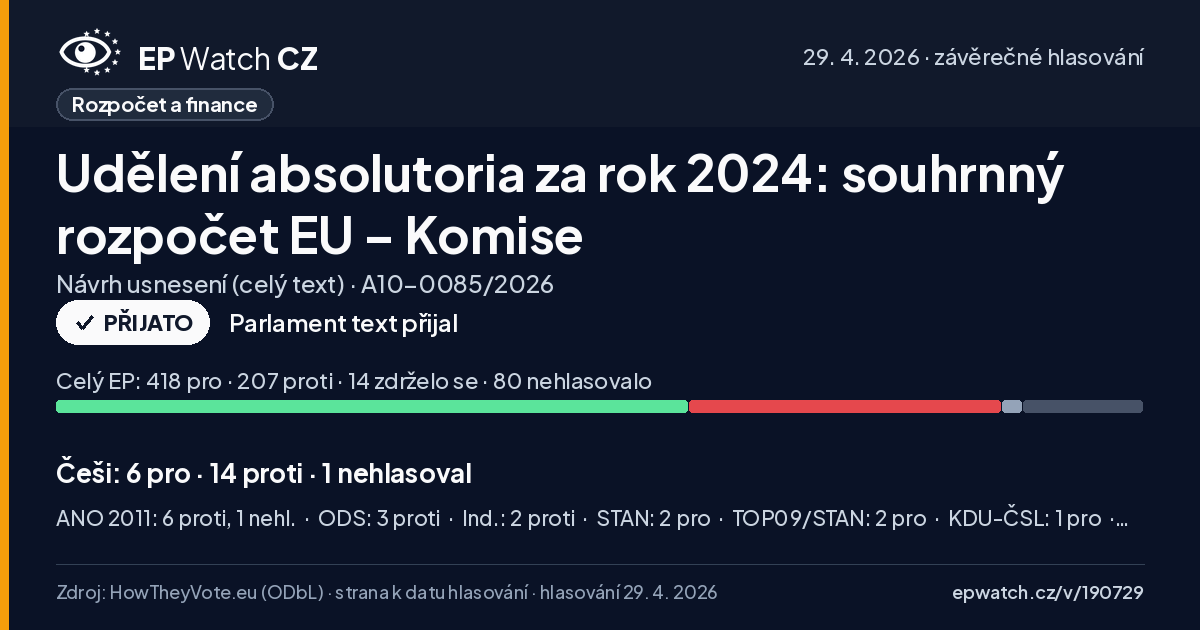 EP Watch CZ
29. 4. 2026 · závěrečné hlasování
Rozpočet a finance
Udělení absolutoria za rok 2024: souhrnný
rozpočet EU – Komise
Návrh usnesení (celý text) · A10-0085/2026
✓ PŘIJATO
Parlament text přijal
Celý EP: 418 pro · 207 proti · 14 zdrželo se · 80 nehlasovalo
Češi: 6 pro · 14 proti · 1 nehlasoval
ANO 2011: 6 proti, 1 nehl. · ODS: 3 proti · Ind.: 2 proti · STAN: 2 pro · TOP09/STAN: 2 pro · KDU-ČSL: 1 pro ·…
Zdroj: HowTheyVote.eu (ODbL) · strana k datu hlasování · hlasování 29. 4. 2026
epwatch.cz/v/190729